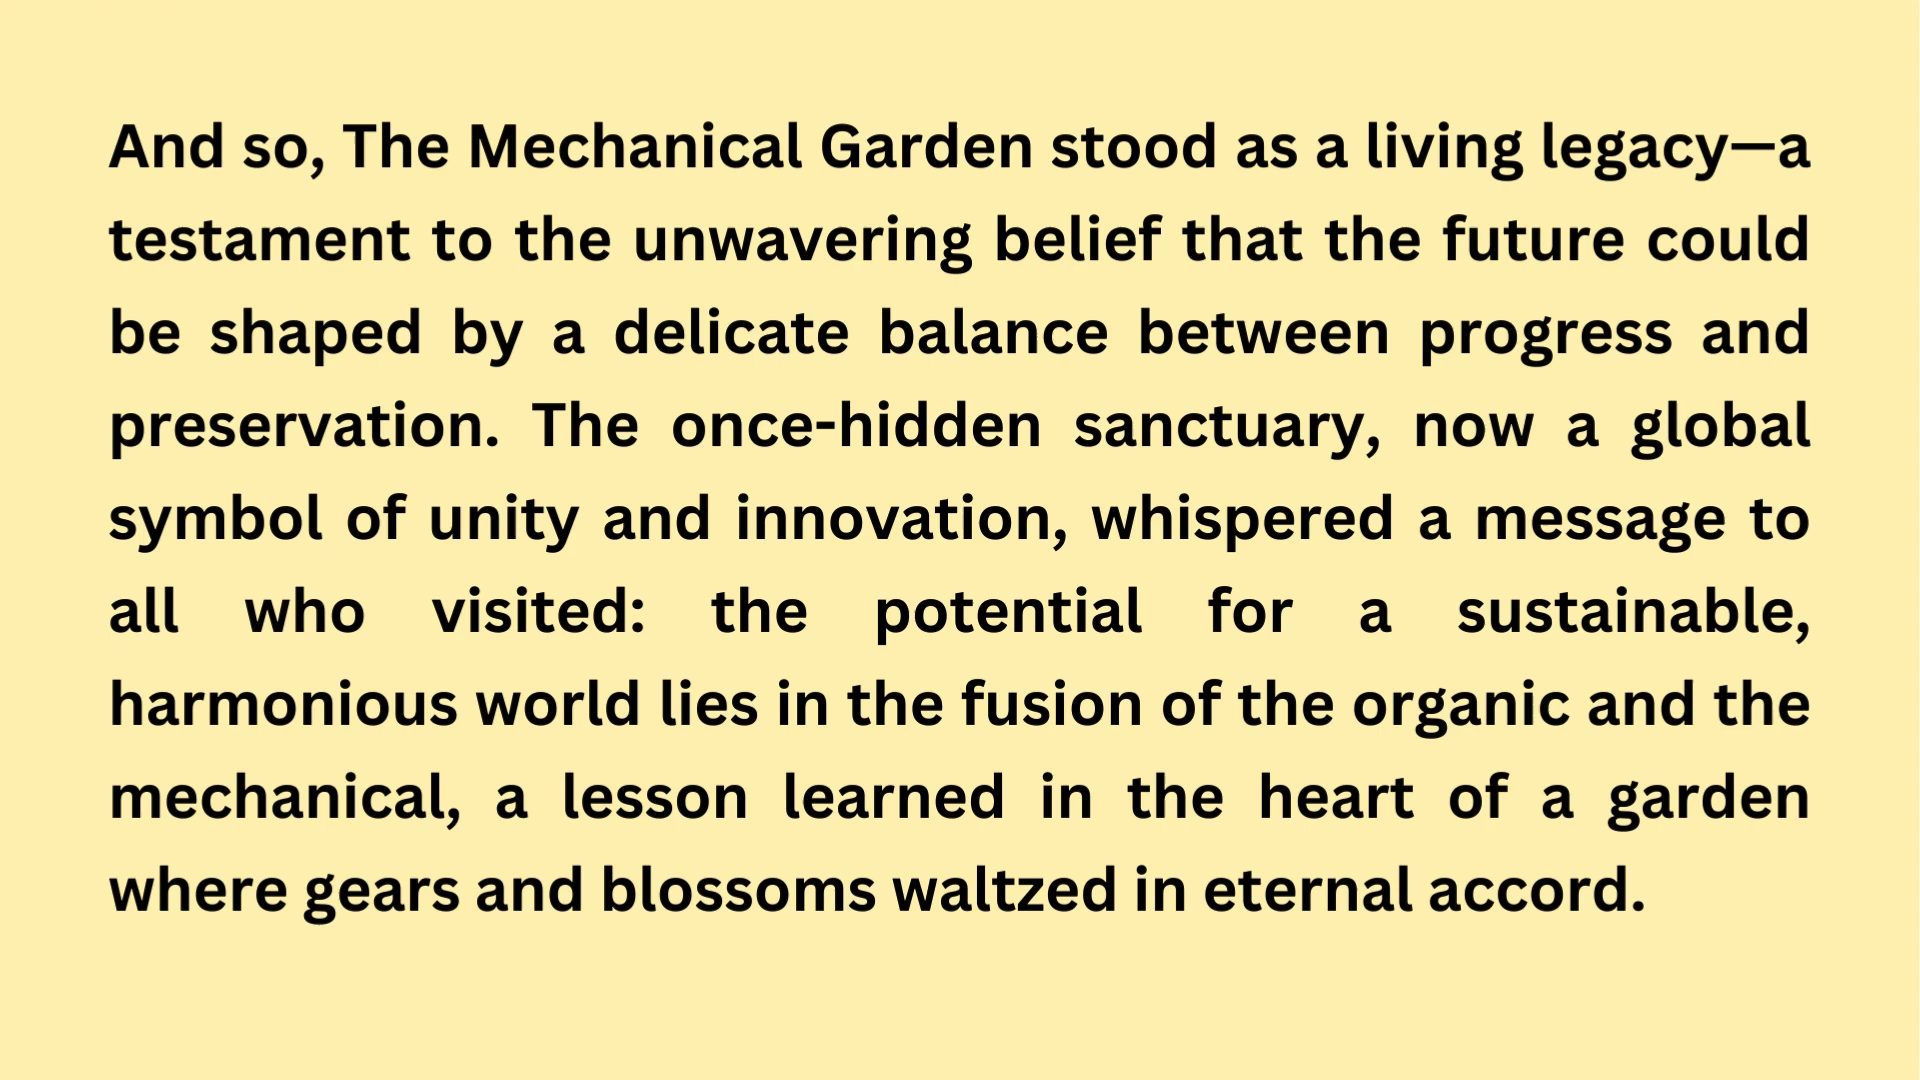 And so, The Mechanical Garden stood as a living legacy—a
testament to the unwavering belief that the future could
be shaped by a delicate balance between progress and
preservation. The once-hidden sanctuary, now a global
symbol of unity and innovation, whispered a message to
all who visited: the potential for a sustainable,
harmonious world lies in the fusion of the organic and the
mechanical, a lesson learned in the heart of a garden
where gears and blossoms waltzed in eternal accord.